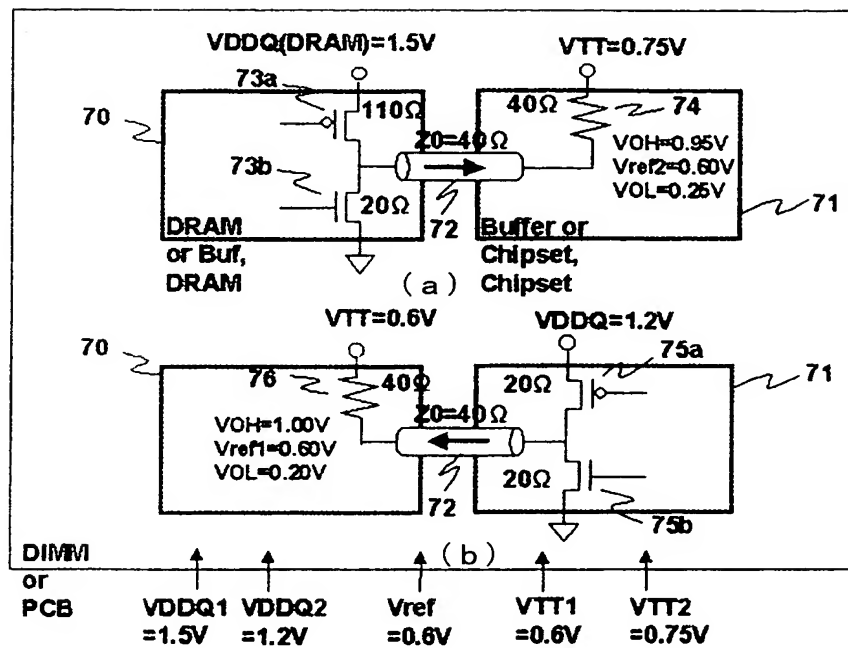 VDDQ(DRAM)=1.5V
VTT=0.75V
73a
70
110Ω
40Ω
74
Z0=40Ω
VOH=0.95V
Vref2=0.60V
VOL=0.25V
73b
20Ω
72
71
DRAM
or Buf,
DRAM
Buffer or
Chipset,
Chipset
(a)
VTT=0.6V
VDDQ=1.2V
70
75a
71
76
40Ω
20Ω
Z0=40Ω
VOH=1.00V
Vref1=0.60V
VOL=0.20V
20Ω
72
75b
(b)
DIMM
or
PCB
VDDQ1
=1.5V
VDDQ2
=1.2V
Vref
=0.6V
VTT1
=0.6V
VTT2
=0.75V